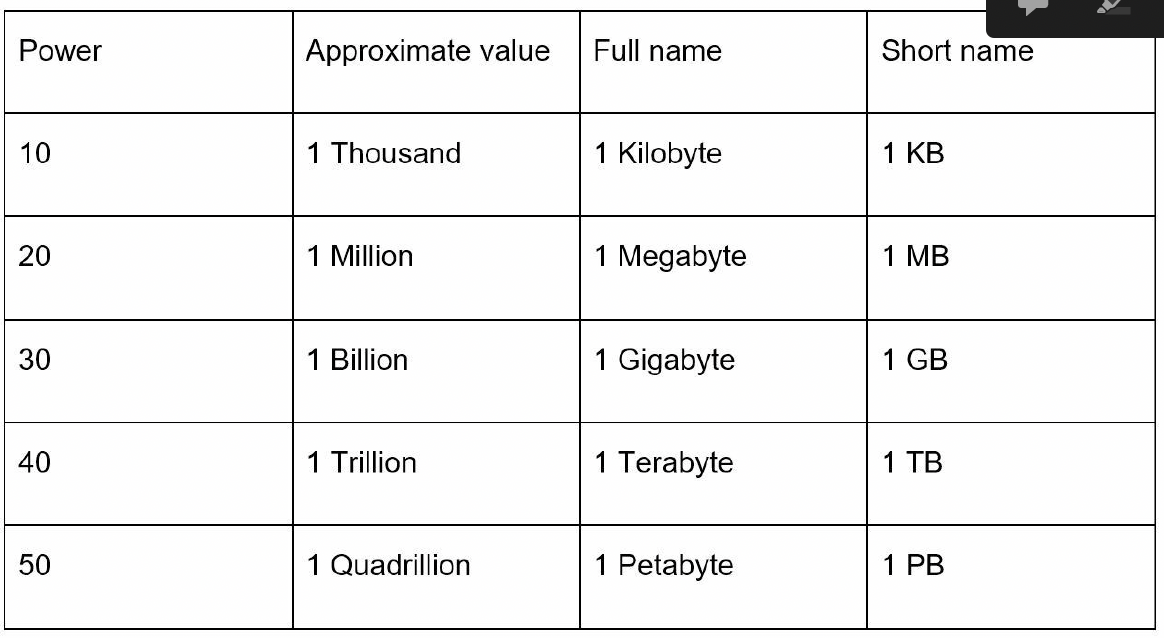 Power Approximate value Full name Short name
10 1 Thousand 1 Kilobyte 1 KB
20 1 Million 1 Megabyte 1 MB
30 1 Billion 1 Gigabyte 1 GB
40 1 Trillion 1 Terabyte 1 TB
50 1 Quadrillion 1 Petabyte 1 PB